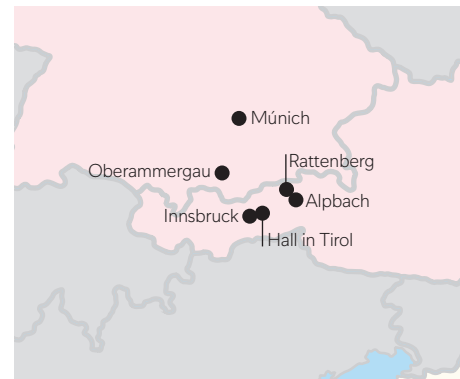 Múnich
Rattenberg
Oberammergau
Alpbach
Innsbruck
Hall in Tirol